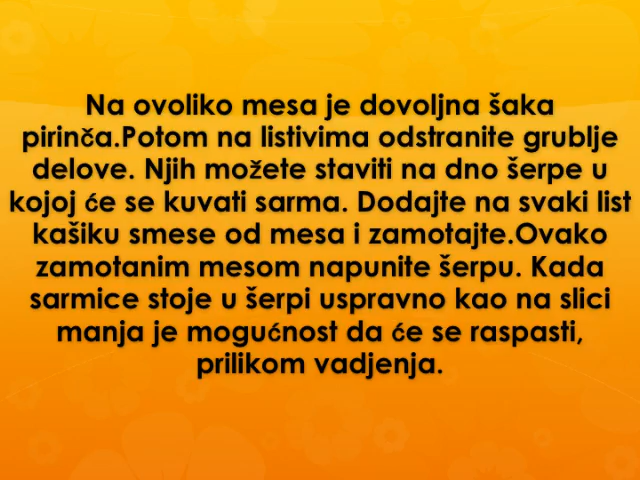 Na ovoliko mesa je dovoljna šaka
pirinča.Potom na listivima odstranite grublje
delove. Njih možete staviti na dno šerpe u
kojoj će se kuvati sarma. Dodajte na svaki list
kašiku smese od mesa i zamotajte.Ovako
zamotanim mesom napunite šerpu. Kada
sarmice stoje u šerpi uspravno kao na slici
manja je mogućnost da će se raspasti,
prilikom vadjenja.